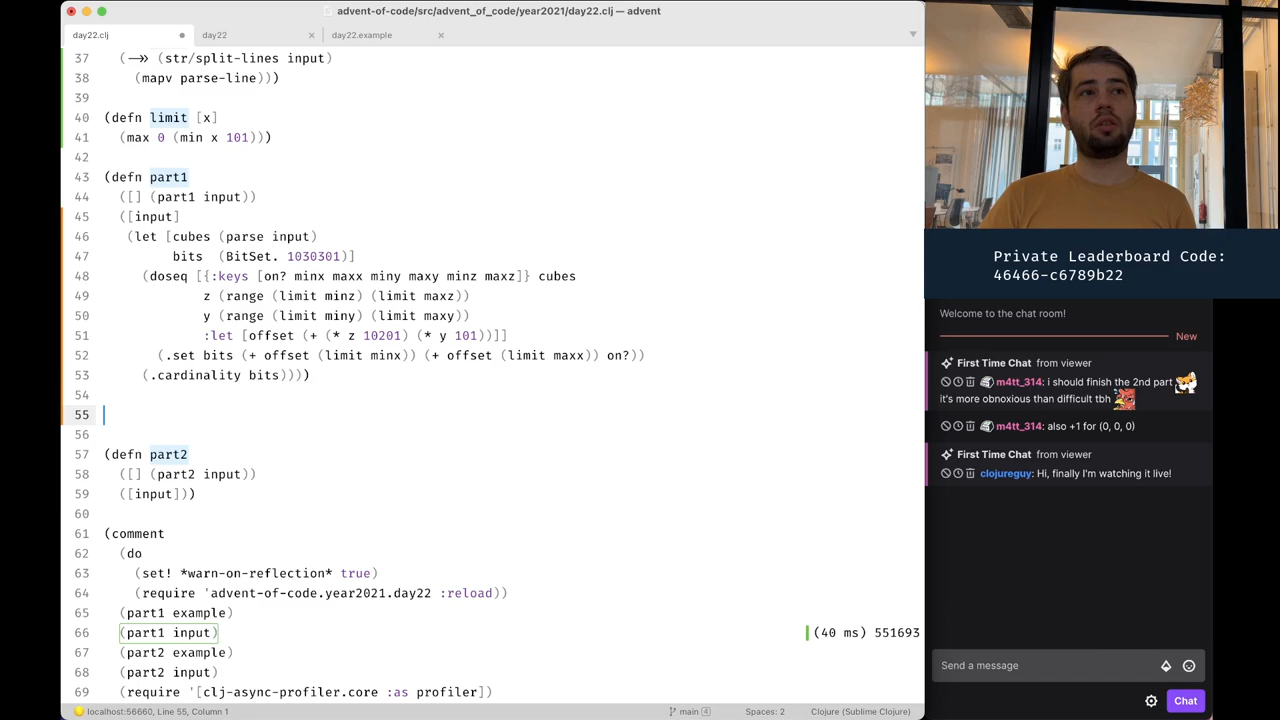 advent-of-code/src/advent_of_code/year2021/day22.clj — advent
day22.clj
day22
day22.example
37 (->> (str/split-lines input)
38 (mapv parse-line)))
39
40 (defn limit [x]
41 (max 0 (min x 101)))
42
43 (defn part1
44 ([] (part1 input))
45 ([input]
46 (let [cubes (parse input)
47 bits (BitSet. 1030301)]
48 (doseq [{:keys [on? minx maxx miny maxy minz maxz]} cubes
49 z (range (limit minz) (limit maxz))
50 y (range (limit miny) (limit maxy))
51 :let [offset (+ (* z 10201) (* y 101))]]
52 (.set bits (+ offset (limit minx)) (+ offset (limit maxx)) on?))
53 (.cardinality bits))))
54
55
56
57 (defn part2
58 ([] (part2 input))
59 ([input]))
60
61 (comment
62 (do
63 (set! *warn-on-reflection* true)
64 (require 'advent-of-code.year2021.day22 :reload))
65 (part1 example)
66 (part1 input) (40 ms) 551693
67 (part2 example)
68 (part2 input)
69 (require '[clj-async-profiler.core :as profiler])
localhost:56660, Line 55, Column 1
main 4
Spaces: 2
Clojure (Sublime Clojure)
Private Leaderboard Code:
46466-c6789b22
Welcome to the chat room!
New
First Time Chat from viewer
m4tt_314: i should finish the 2nd part
it's more obnoxious than difficult tbh
m4tt_314: also +1 for (0, 0, 0)
First Time Chat from viewer
clojureguy: Hi, finally I'm watching it live!
Send a message
Chat